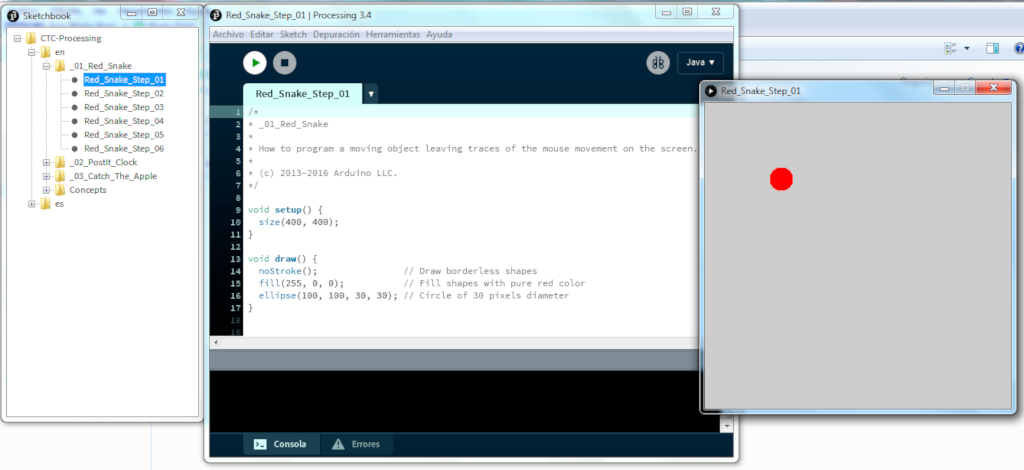 Sketchbook
CTC-Processing
en
_01_Red_Snake
Red_Snake_Step_01
Red_Snake_Step_02
Red_Snake_Step_03
Red_Snake_Step_04
Red_Snake_Step_05
Red_Snake_Step_06
_02_PostIt_Clock
_03_Catch_The_Apple
Concepts
es
Red_Snake_Step_01 | Processing 3.4
Archivo Editar Sketch Depuración Herramientas Ayuda
Java ▼
Red_Snake_Step_01 ▼
1 /*
2 * _01_Red_Snake
3 *
4 * How to program a moving object leaving traces of the mouse movement on the screen.
5 *
6 * (c) 2013-2016 Arduino LLC.
7 */
8
9 void setup() {
10 size(400, 400);
11 }
12
13 void draw() {
14 noStroke(); // Draw borderless shapes
15 fill(255, 0, 0); // Fill shapes with pure red color
16 ellipse(100, 100, 30, 30); // Circle of 30 pixels diameter
17 }
18
19
Consola Errores
Red_Snake_Step_01